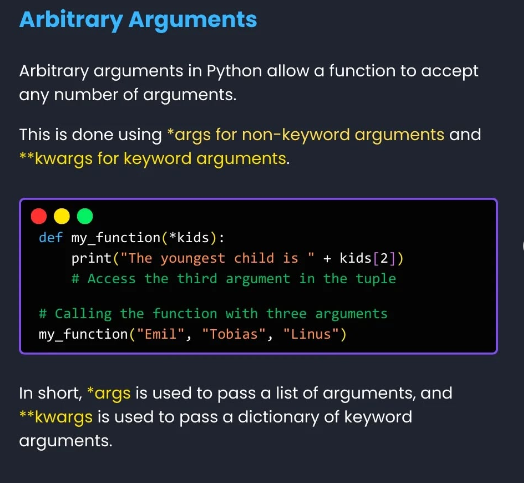 Arbitrary Arguments
Arbitrary arguments in Python allow a function to accept
any number of arguments.
This is done using *args for non-keyword arguments and
**kwargs for keyword arguments.
def my_function(*kids):
    print("The youngest child is " + kids[2])
    # Access the third argument in the tuple
# Calling the function with three arguments
my_function("Emil", "Tobias", "Linus")
In short, *args is used to pass a list of arguments, and
**kwargs is used to pass a dictionary of keyword
arguments.